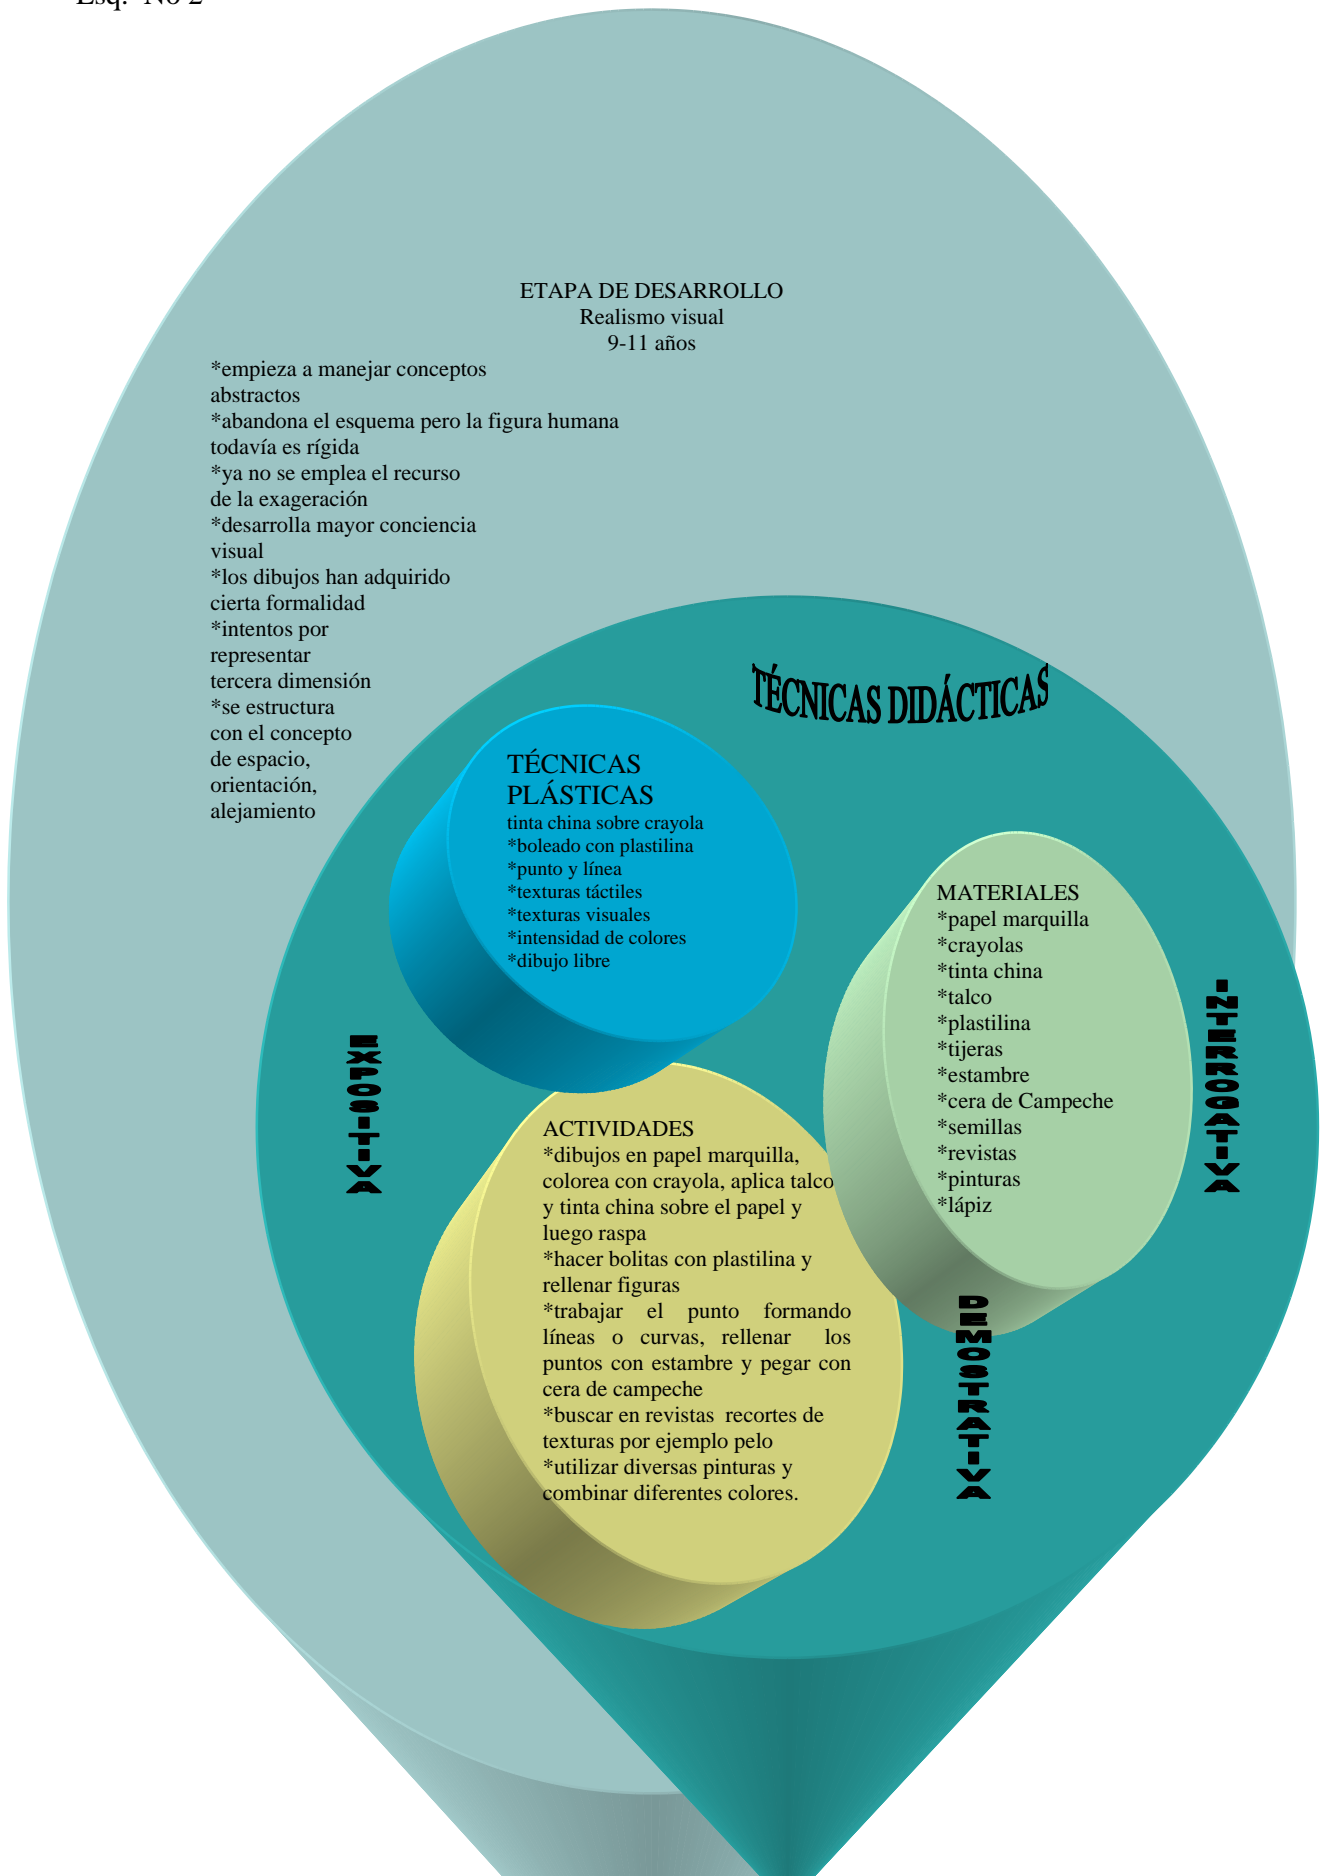 Esq. No 2
ETAPA DE DESARROLLO
Realismo visual
9-11 años
*empieza a manejar conceptos
abstractos
*abandona el esquema pero la figura humana
todavía es rígida
*ya no se emplea el recurso
de la exageración
*desarrolla mayor conciencia
visual
*los dibujos han adquirido
cierta formalidad
*intentos por
representar
tercera dimensión
*se estructura
con el concepto
de espacio,
orientación,
alejamiento
TÉCNICAS DIDÁCTICAS
TÉCNICAS
PLÁSTICAS
tinta china sobre crayola
*boleado con plastilina
*punto y línea
*texturas táctiles
*texturas visuales
*intensidad de colores
*dibujo libre
MATERIALES
*papel marquilla
*crayolas
*tinta china
*talco
*plastilina
*tijeras
*estambre
*cera de Campeche
*semillas
*revistas
*pinturas
*lápiz
EXPOSITIVA
INTERROGATIVA
ACTIVIDADES
*dibujos en papel marquilla,
colorea con crayola, aplica talco
y tinta china sobre el papel y
luego raspa
*hacer bolitas con plastilina y
rellenar figuras
*trabajar el punto formando
líneas o curvas, rellenar los
puntos con estambre y pegar con
cera de campeche
*buscar en revistas recortes de
texturas por ejemplo pelo
*utilizar diversas pinturas y
combinar diferentes colores.
DEMOSTRATIVA